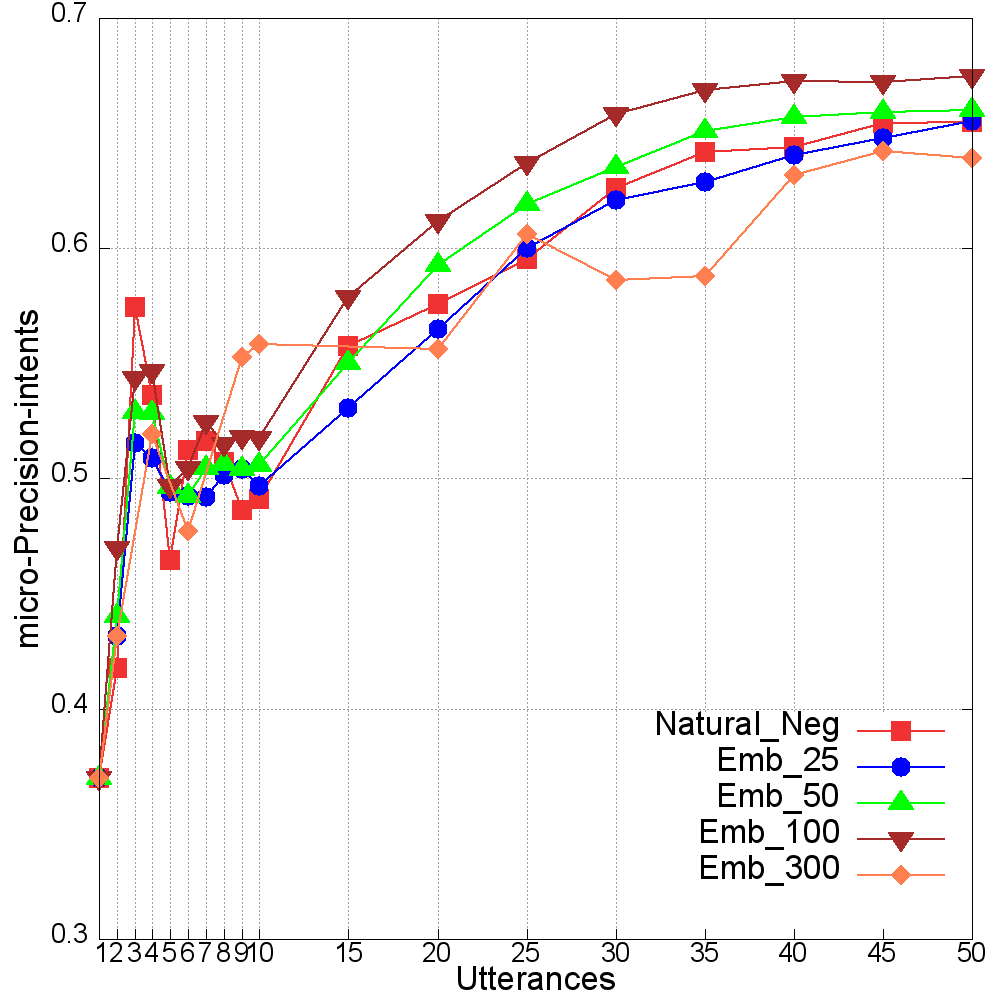 0.7
0.6
0.5
0.4
0.3
micro-Precision-intents
Natural_Neg
Emb_25
Emb_50
Emb_100
Emb_300
1 2 3 4 5 6 7 8 9 10 15 20 25 30 35 40 45 50
Utterances